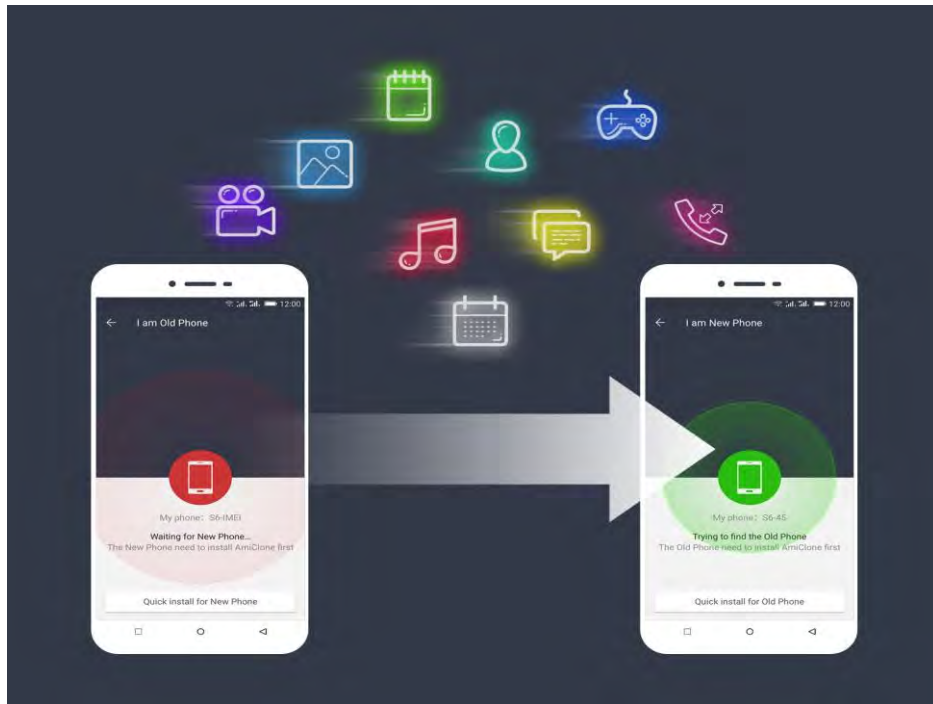 12:00
I am Old Phone
My phone: S6-IMEI
Waiting for New Phone...
The New Phone need to install AmiClone first
Quick install for New Phone
12:00
I am New Phone
My phone: S6-45
Trying to find the Old Phone
The Old Phone need to install AmiClone first
Quick install for Old Phone